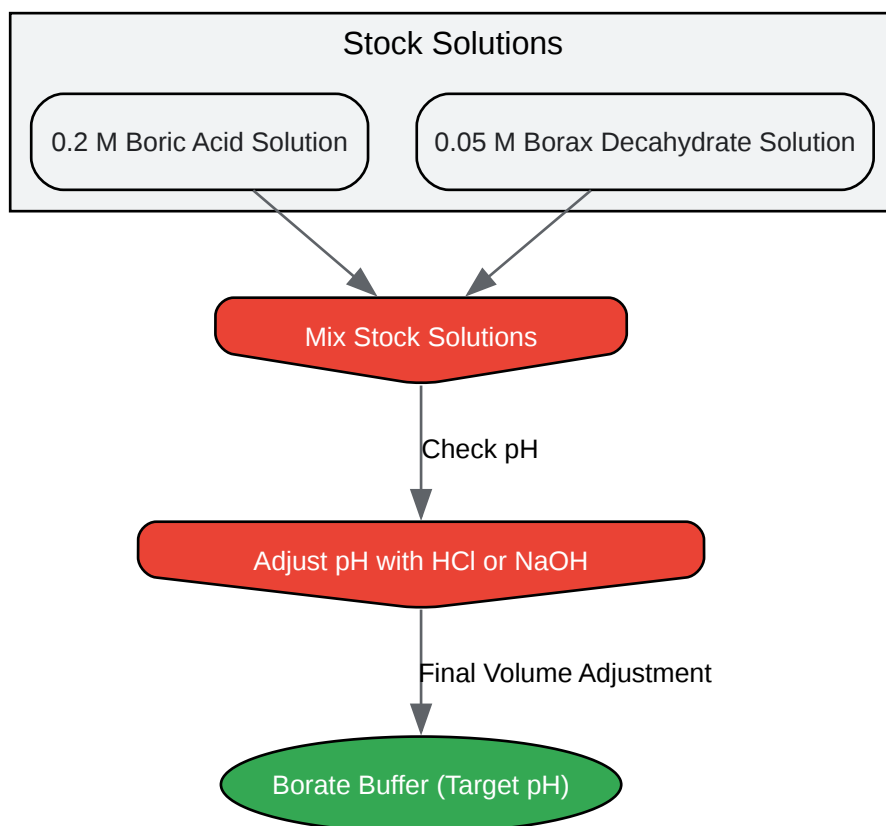 Stock Solutions
0.2 M Boric Acid Solution
0.05 M Borax Decahydrate Solution
Mix Stock Solutions
Check pH
Adjust pH with HCl or NaOH
Final Volume Adjustment
Borate Buffer (Target pH)